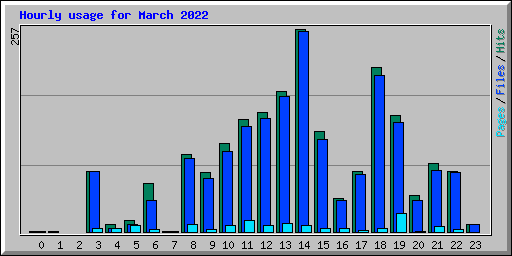 Hourly usage for March 2022
257
Pages/Files/Hits
0 1 2 3 4 5 6 7 8 9 10 11 12 13 14 15 16 17 18 19 20 21 22 23